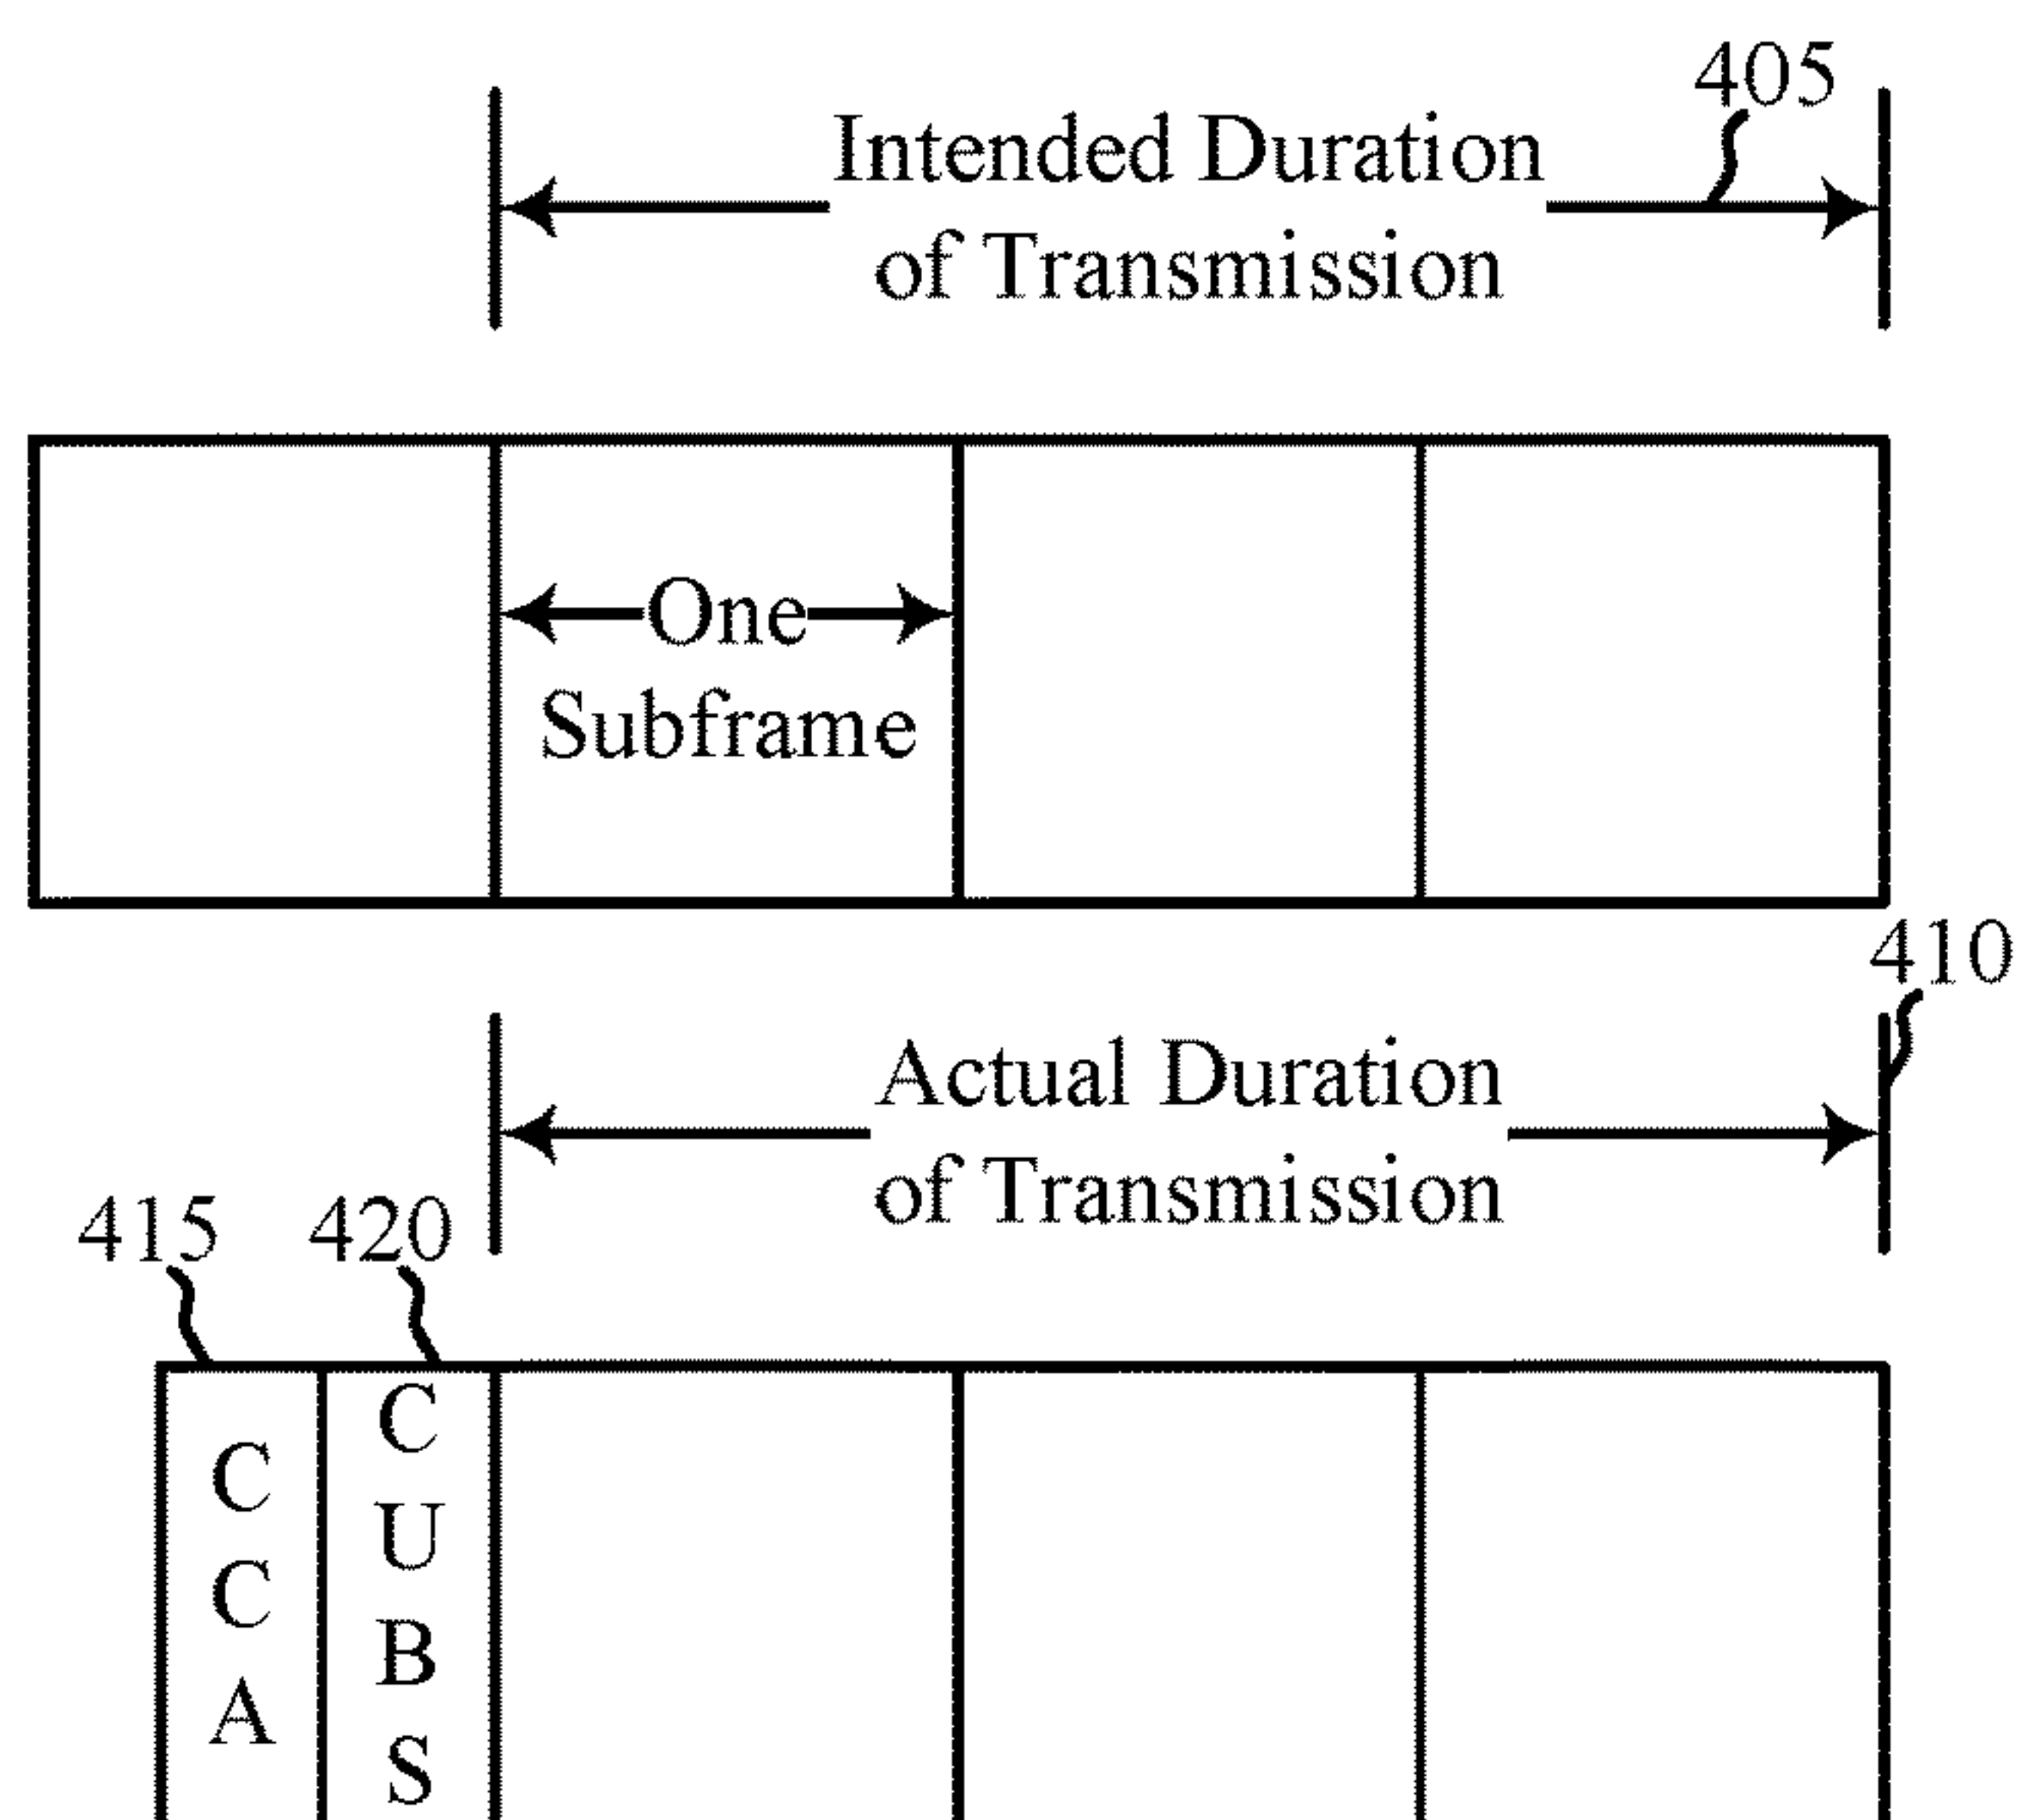 405
Intended Duration
of Transmission
One
Subframe
410
Actual Duration
of Transmission
415
420
C
C
A
C
U
B
S